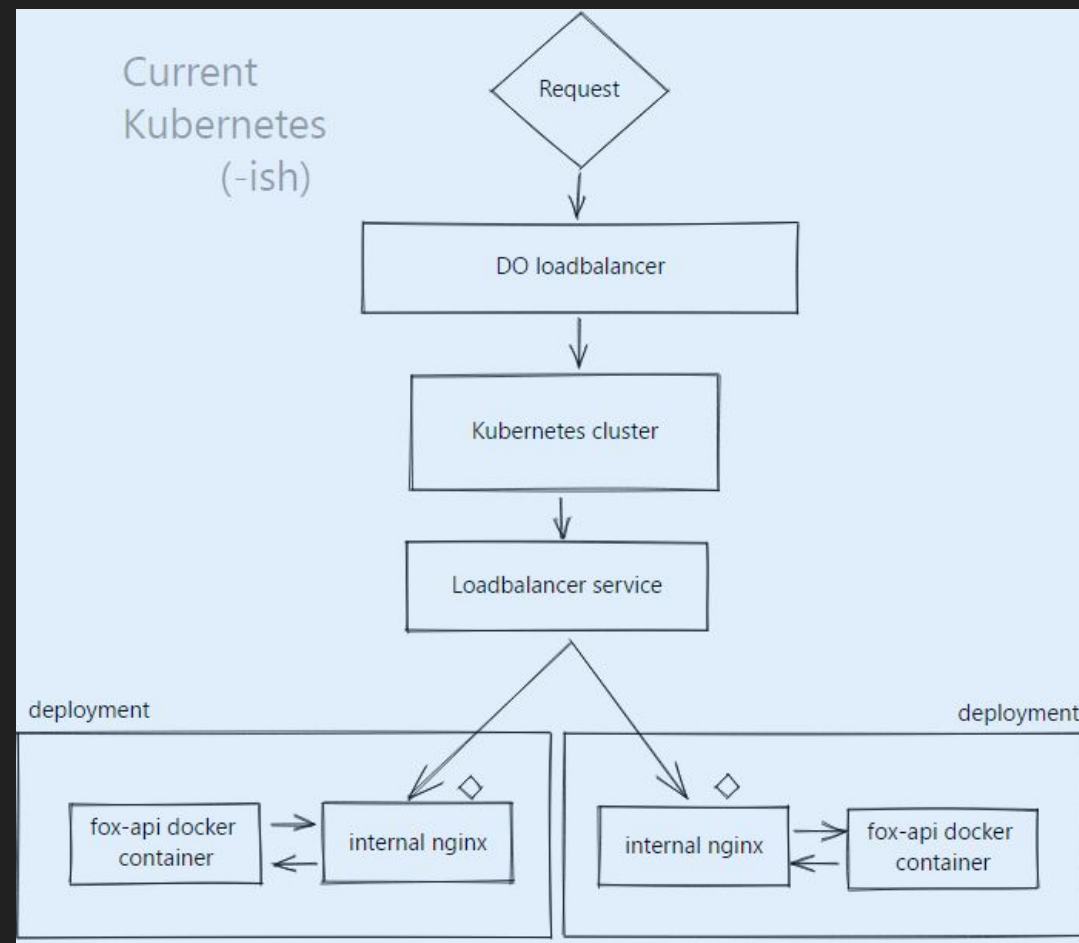 Current
Kubernetes
(-ish)
Request
DO loadbalancer
Kubernetes cluster
Loadbalancer service
deployment
deployment
fox-api docker
container
internal nginx
internal nginx
fox-api docker
container